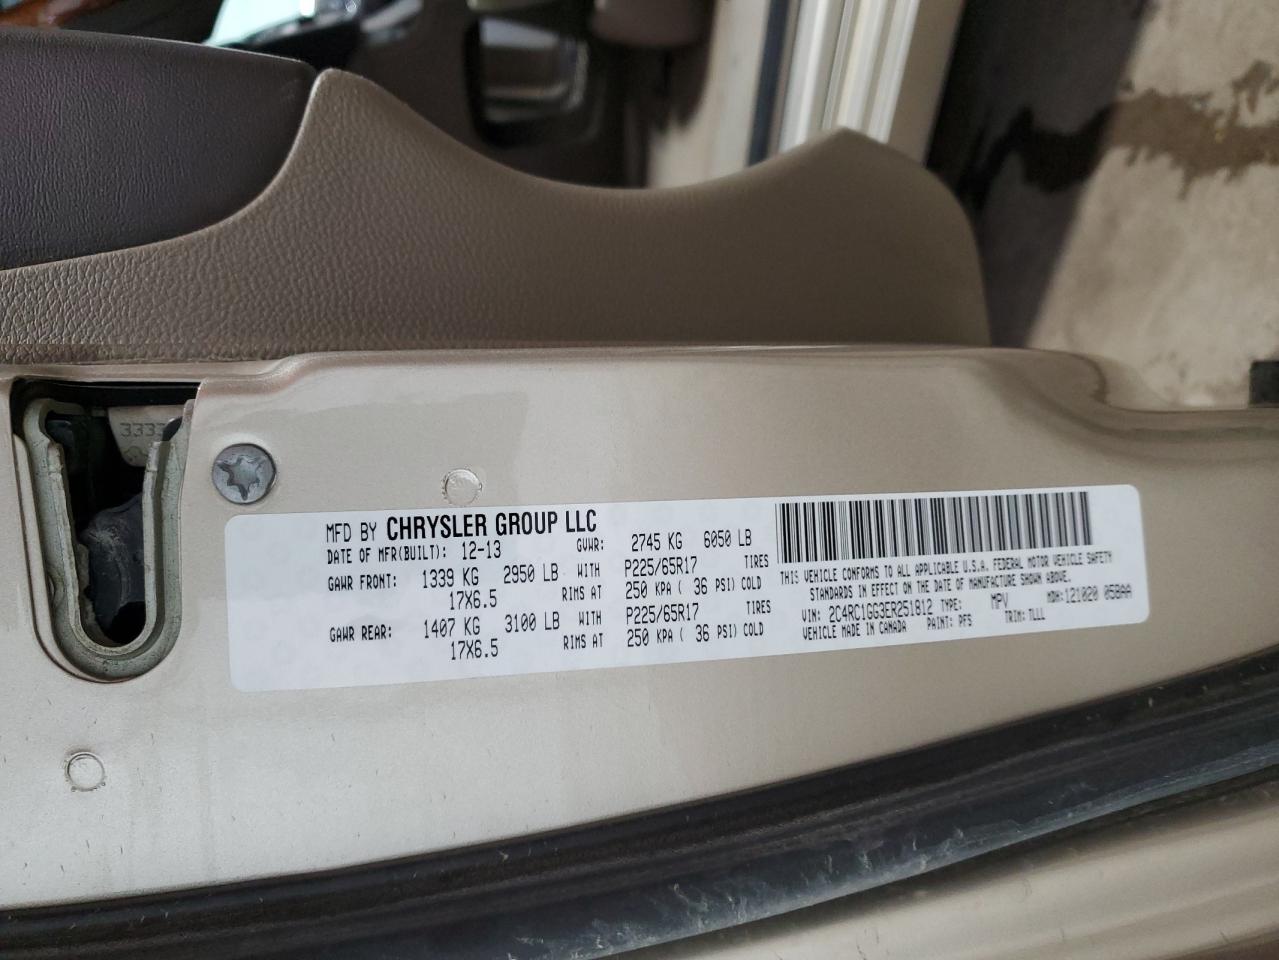 3333
MFD BY CHRYSLER GROUP LLC
DATE OF MFR(BUILT): 12-13 GVWR: 2745 KG 6050 LB
GAWR FRONT: 1339 KG 2950 LB WITH P225/65R17 TIRES
17X6.5 RIMS AT 250 KPA ( 36 PSI) COLD
GAWR REAR: 1407 KG 3100 LB WITH P225/65R17 TIRES
17X6.5 RIMS AT 250 KPA ( 36 PSI) COLD
THIS VEHICLE CONFORMS TO ALL APPLICABLE U.S.A. FEDERAL MOTOR VEHICLE SAFETY
STANDARDS IN EFFECT ON THE DATE OF MANUFACTURE SHOWN ABOVE.
VIN: 2C4RC1GG3ER251812 TYPE: MPV MDH:121020 058AA
VEHICLE MADE IN CANADA PAINT: PFS TRIM: TLLL